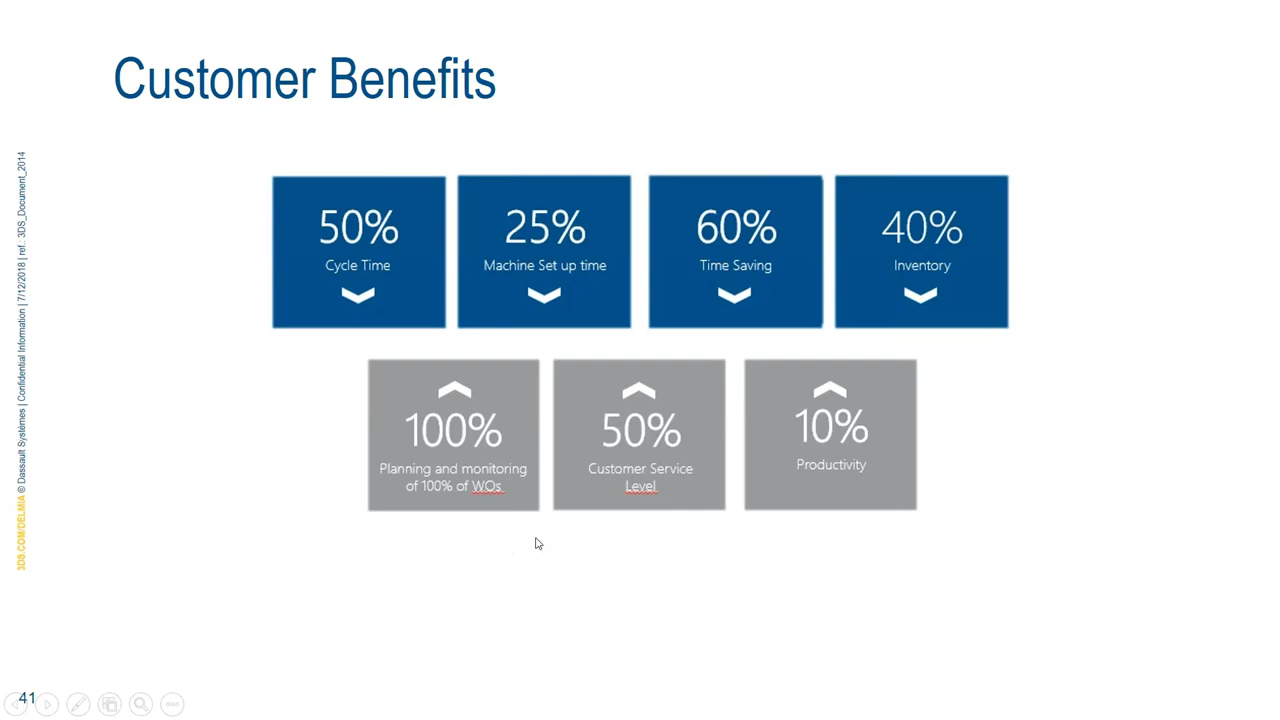 Customer Benefits
50%
Cycle Time
25%
Machine Set up time
60%
Time Saving
40%
Inventory
100%
Planning and monitoring
of 100% of WOs
50%
Customer Service
Level
10%
Productivity
3DS.COM/DELMIA © Dassault Systèmes | Confidential Information | 7/12/2018 | ref.: 3DS_Document_2014
41